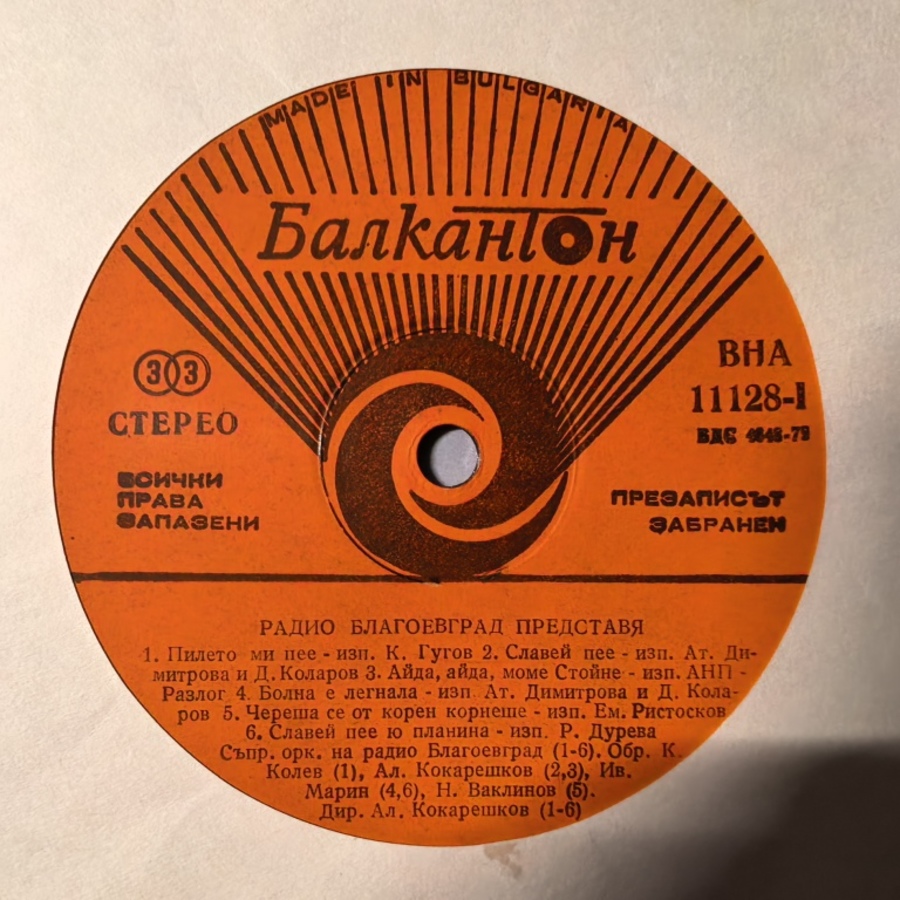 MADE IN BULGARIA
Балкантон
33
СТЕРЕО
ВСИЧКИ
ПРАВА
ЗАПАЗЕНИ
ВНА
11128-I
БДС 4648-79
ПРЕЗАПИСЪТ
ЗАБРАНЕН
РАДИО БЛАГОЕВГРАД ПРЕДСТАВЯ
1. Пилето ми пее - изп. К. Гугов 2. Славей пее - изп. Ат. Ди-
митрова и Д. Коларов 3. Айда, айда, моме Стойне - изп. АНП -
Разлог 4. Болна е легнала - изп. Ат. Димитрова и Д. Кола-
ров 5. Череша се от корен корнеше - изп. Ем. Ристосков
6. Славей пее ю планина - изп. Р. Дурева
Съпр. орк. на радио Благоевград (1-6). Обр. К.
Колев (1), Ал. Кокарешков (2,3), Ив.
Марин (4,6), Н. Ваклинов (5).
Дир. Ал. Кокарешков (1-6)